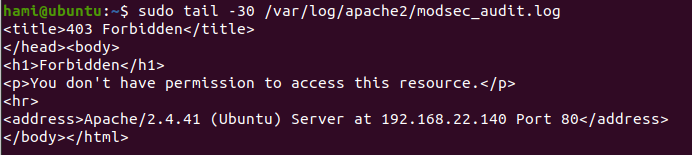 hami@ubuntu:~$ sudo tail -30 /var/log/apache2/modsec_audit.log
<title>403 Forbidden</title>
</head><body>
<h1>Forbidden</h1>
<p>You don't have permission to access this resource.</p>
<hr>
<address>Apache/2.4.41 (Ubuntu) Server at 192.168.22.140 Port 80</address>
</body></html>